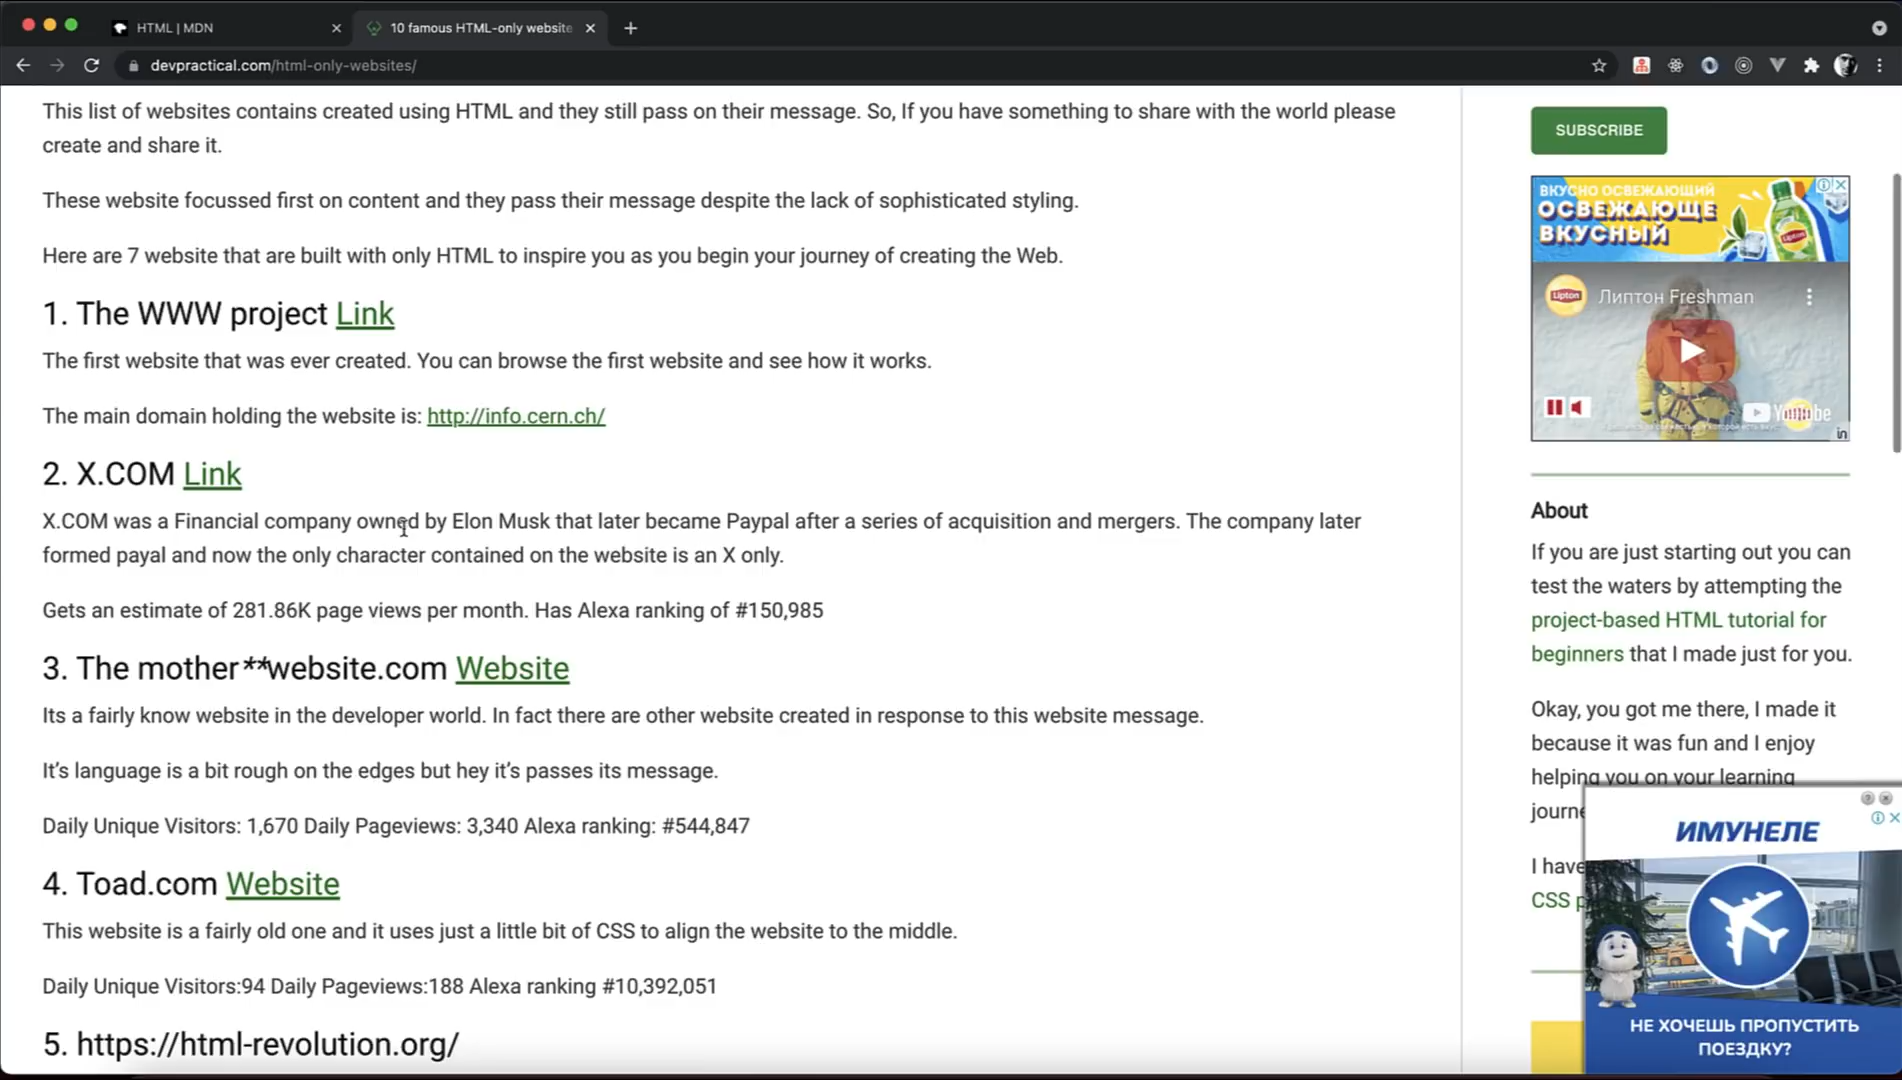 HTML | MDN
10 famous HTML-only website
devpractical.com/html-only-websites/
This list of websites contains created using HTML and they still pass on their message. So, If you have something to share with the world please
create and share it.
These website focussed first on content and they pass their message despite the lack of sophisticated styling.
Here are 7 website that are built with only HTML to inspire you as you begin your journey of creating the Web.
1. The WWW project Link
The first website that was ever created. You can browse the first website and see how it works.
The main domain holding the website is: http://info.cern.ch/
2. X.COM Link
X.COM was a Financial company owned by Elon Musk that later became Paypal after a series of acquisition and mergers. The company later
formed payal and now the only character contained on the website is an X only.
Gets an estimate of 281.86K page views per month. Has Alexa ranking of #150,985
3. The mother**website.com Website
Its a fairly know website in the developer world. In fact there are other website created in response to this website message.
It's language is a bit rough on the edges but hey it's passes its message.
Daily Unique Visitors: 1,670 Daily Pageviews: 3,340 Alexa ranking: #544,847
4. Toad.com Website
This website is a fairly old one and it uses just a little bit of CSS to align the website to the middle.
Daily Unique Visitors:94 Daily Pageviews:188 Alexa ranking #10,392,051
5. https://html-revolution.org/
SUBSCRIBE
ВКУСНО ОСВЕЖАЮЩИЙ
ОСВЕЖАЮЩЕ
ВКУСНЫЙ
Lipton
Lipton
Липтон Freshman
YouTube
in
About
If you are just starting out you can
test the waters by attempting the
project-based HTML tutorial for
beginners that I made just for you.
Okay, you got me there, I made it
because it was fun and I enjoy
helping you on your learning
journe
I have
CSS p
ИМУНЕЛЕ
НЕ ХОЧЕШЬ ПРОПУСТИТЬ
ПОЕЗДКУ?